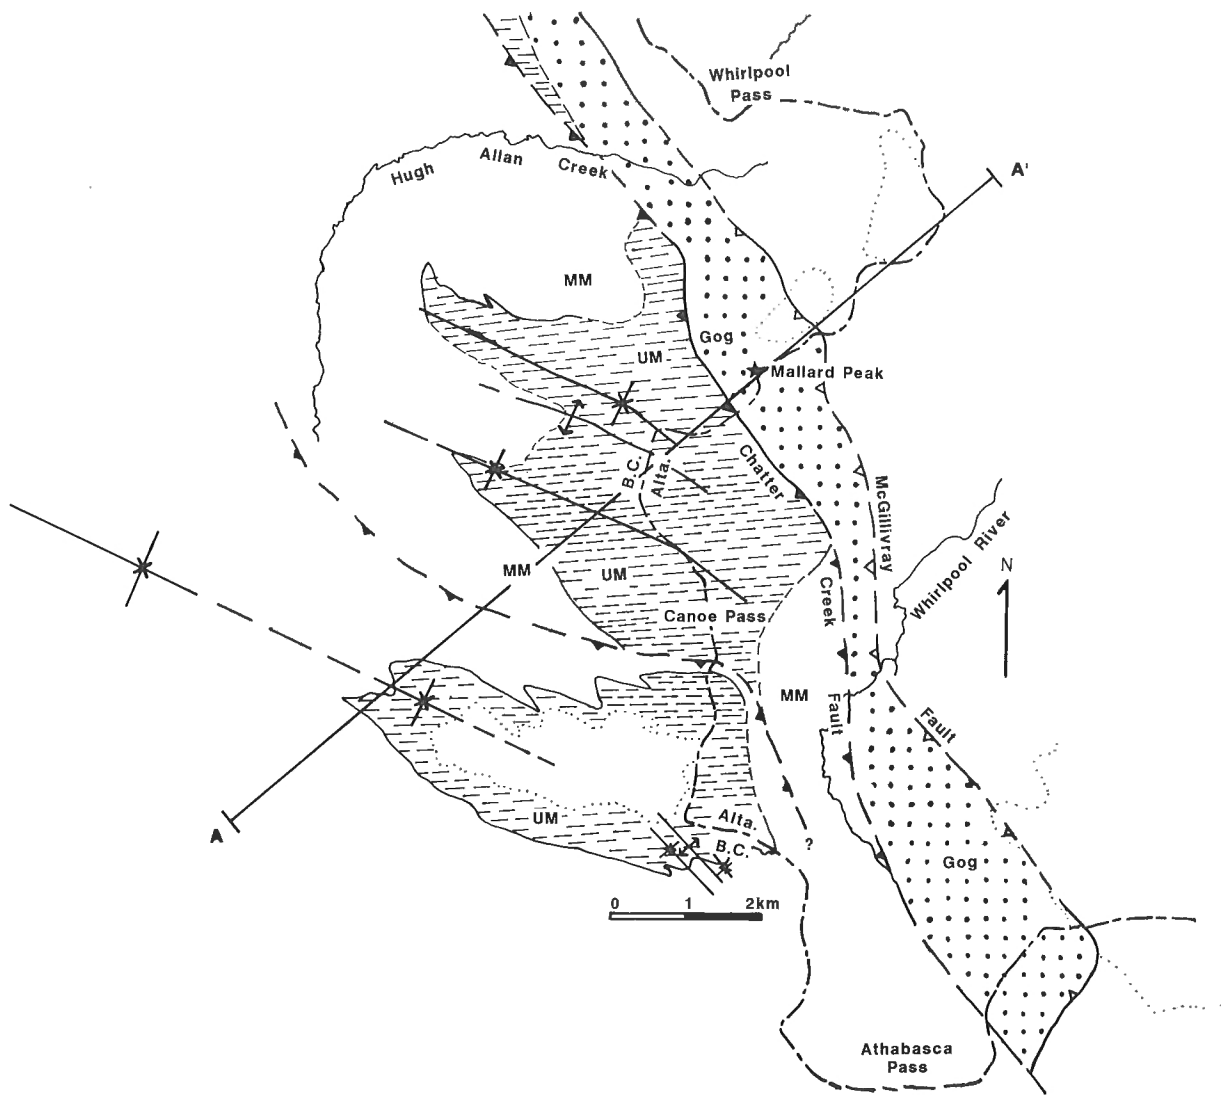 Whirlpool
Pass
Hugh Allan Creek
A'
MM
Gog
UM
Mallard Peak
B.C.
Alta.
Chatter
McGillivray
Whirlpool River
N
MM
UM
Creek
Canoe Pass
MM
Fault
Fault
A
UM
Alta.
B.C.
?
Gog
0 1 2km
Athabasca
Pass